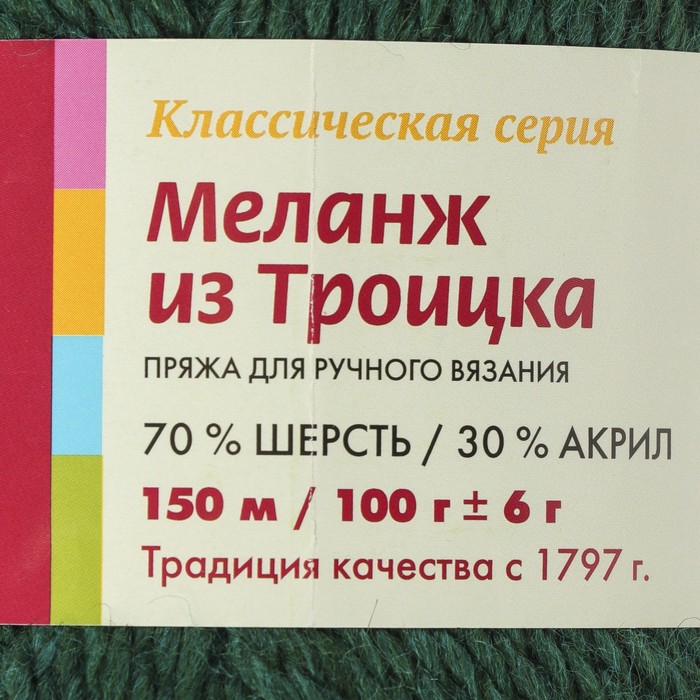 Классическая серия
Меланж
из Троицка
ПРЯЖА ДЛЯ РУЧНОГО ВЯЗАНИЯ
70 % ШЕРСТЬ / 30 % АКРИЛ
150 м / 100 г ± 6 г
Традиция качества с 1797 г.